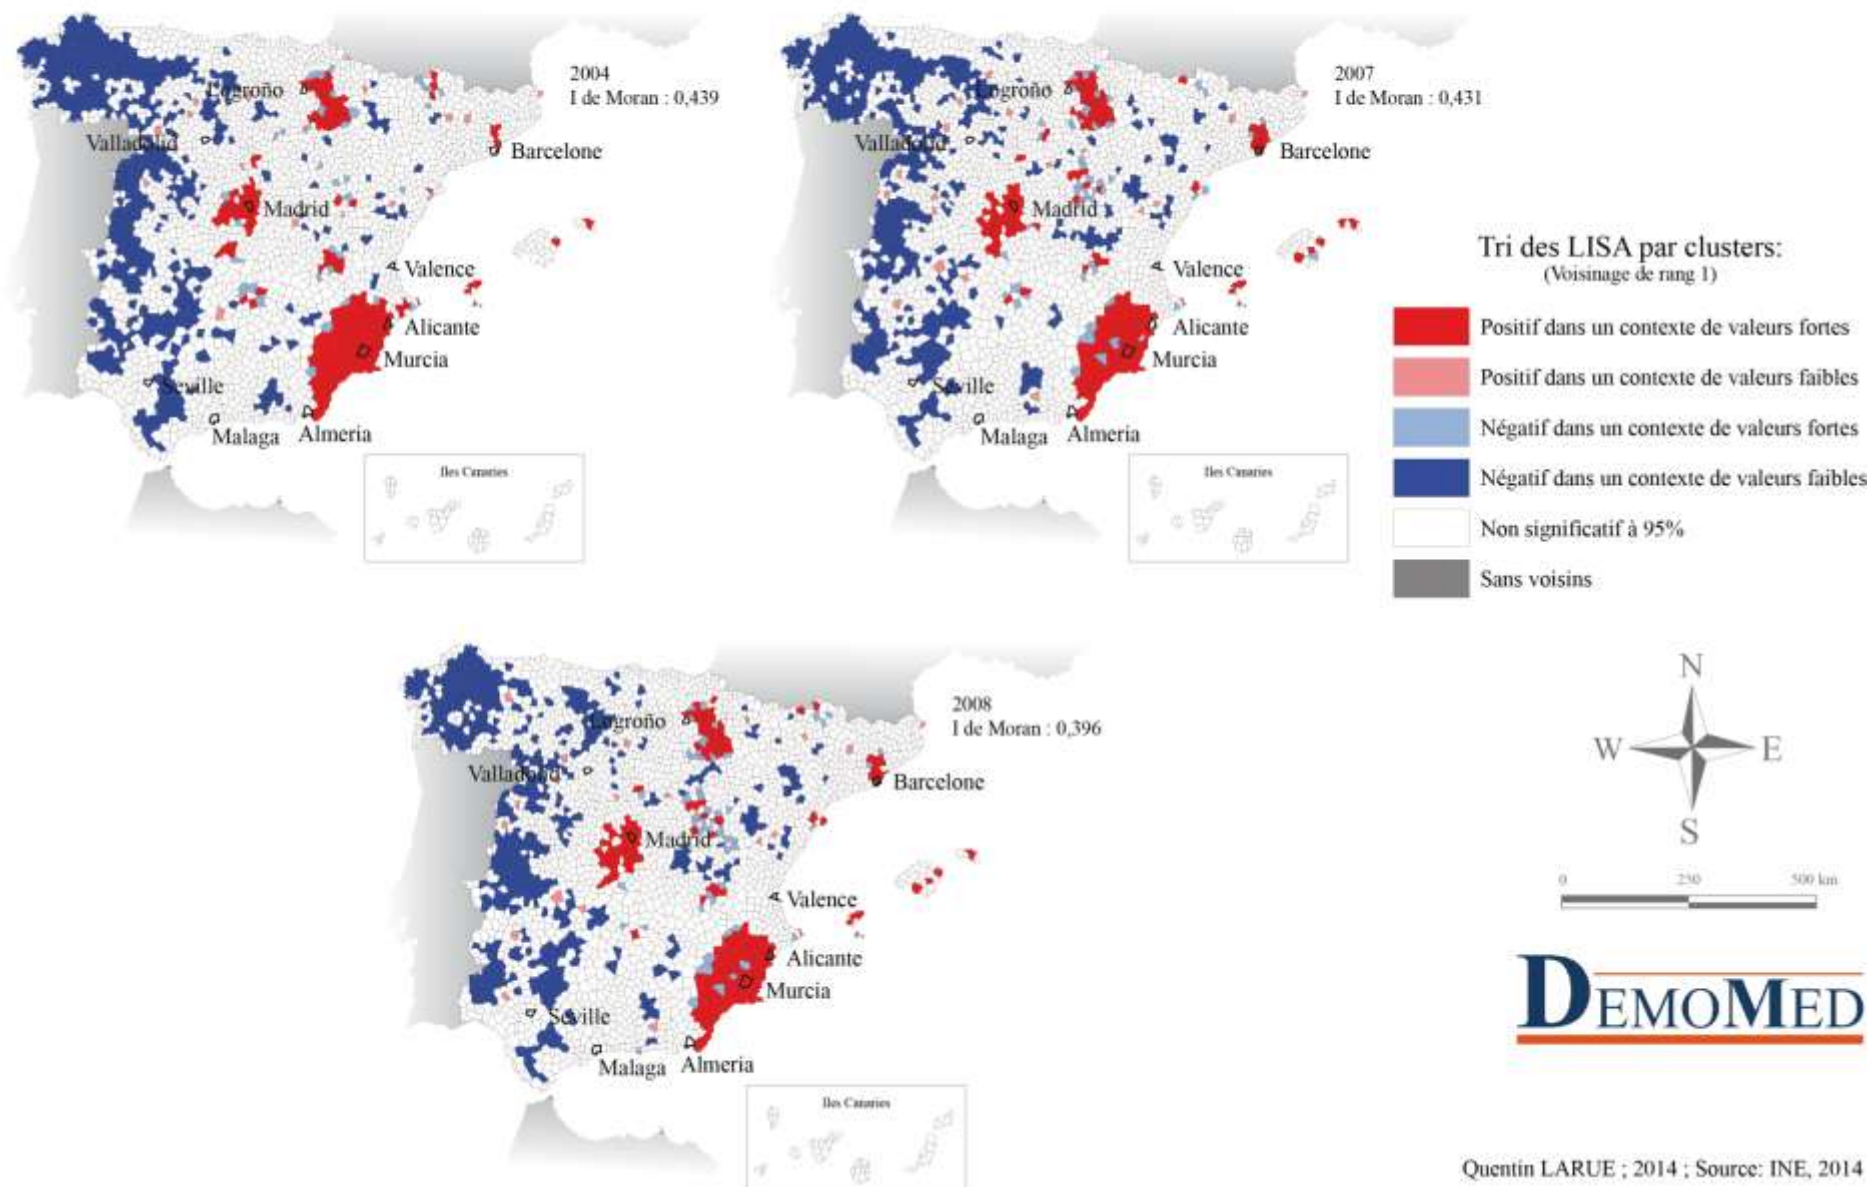 2004
I de Moran : 0,439
Logroño
Valladolid
Barcelone
Madrid
Valence
Alicante
Murcia
Seville
Malaga
Almeria
Iles Canaries
2007
I de Moran : 0,431
Logroño
Valladolid
Barcelone
Madrid
Valence
Alicante
Murcia
Seville
Malaga
Almeria
Iles Canaries
Tri des LISA par clusters:
(Voisinage de rang 1)
Positif dans un contexte de valeurs fortes
Positif dans un contexte de valeurs faibles
Négatif dans un contexte de valeurs fortes
Négatif dans un contexte de valeurs faibles
Non significatif à 95%
Sans voisins
2008
I de Moran : 0,396
Logroño
Valladolid
Barcelone
Madrid
Valence
Alicante
Murcia
Seville
Malaga
Almeria
Iles Canaries
N
W E
S
0 250 500 km
DEMOMED
Quentin LARUE ; 2014 ; Source: INE, 2014